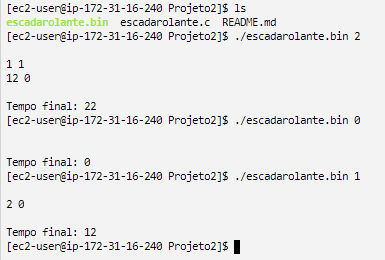 [ec2-user@ip-172-31-16-240 Projeto2]$ ls
escadarolante.bin  escadarolante.c  README.md
[ec2-user@ip-172-31-16-240 Projeto2]$ ./escadarolante.bin 2
1 1
12 0
Tempo final: 22
[ec2-user@ip-172-31-16-240 Projeto2]$ ./escadarolante.bin 0
Tempo final: 0
[ec2-user@ip-172-31-16-240 Projeto2]$ ./escadarolante.bin 1
2 0
Tempo final: 12
[ec2-user@ip-172-31-16-240 Projeto2]$